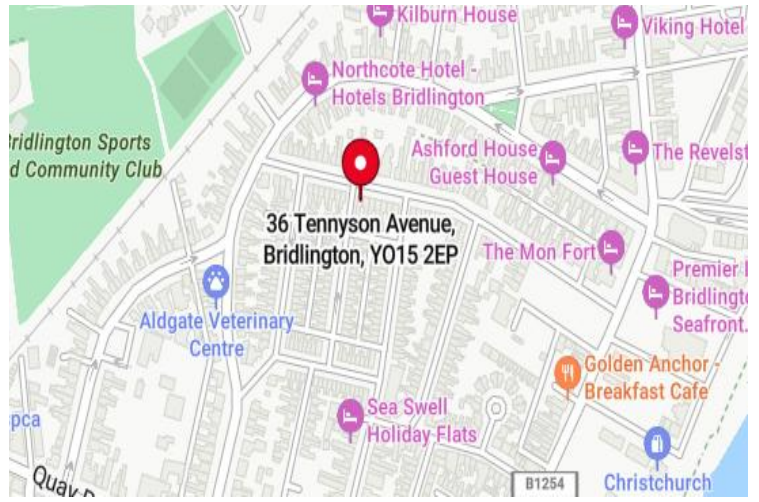 Kilburn House
Viking Hotel
Northcote Hotel -
Hotels Bridlington
Bridlington Sports
d Community Club
Ashford House
Guest House
The Revelst
36 Tennyson Avenue,
Bridlington, YO15 2EP
The Mon Fort
Premier I
Bridlingto
Seafront.
Aldgate Veterinary
Centre
Golden Anchor -
Breakfast Cafe
Sea Swell
Holiday Flats
pca
Quay
B1254
Christchurch